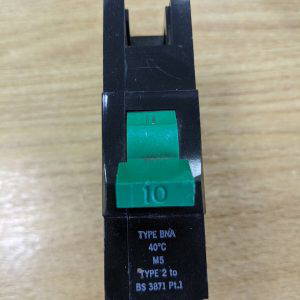 10
TYPE BNA
40°C
M5
TYPE 2 to
BS 3871 Pt.1